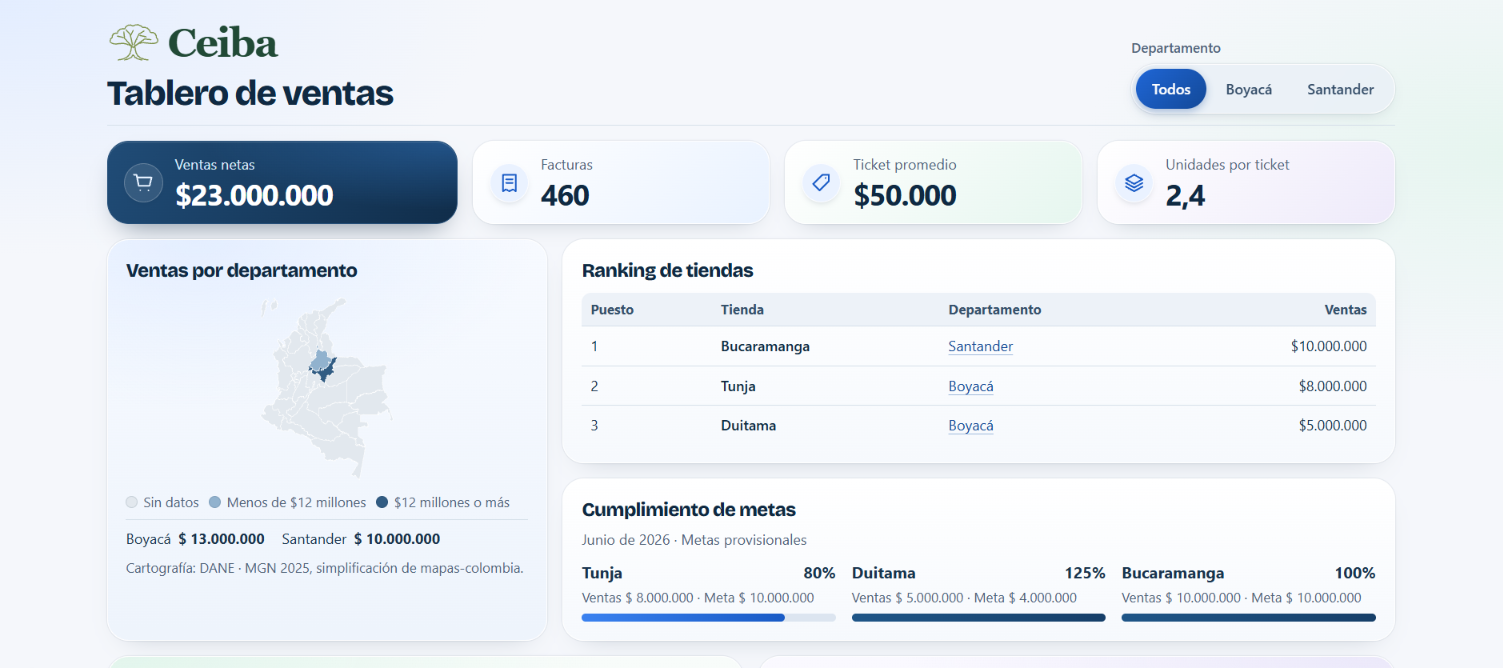 Ceiba
Tablero de ventas
Departamento
Todos Boyacá Santander
Ventas netas
$23.000.000
Facturas
460
Ticket promedio
$50.000
Unidades por ticket
2,4
Ventas por departamento
Sin datos Menos de $12 millones $12 millones o más
Boyacá $ 13.000.000 Santander $ 10.000.000
Cartografía: DANE · MGN 2025, simplificación de mapas-colombia.
Ranking de tiendas
Puesto Tienda Departamento Ventas
1 Bucaramanga Santander $10.000.000
2 Tunja Boyacá $8.000.000
3 Duitama Boyacá $5.000.000
Cumplimiento de metas
Junio de 2026 · Metas provisionales
Tunja 80%
Ventas $ 8.000.000 · Meta $ 10.000.000
Duitama 125%
Ventas $ 5.000.000 · Meta $ 4.000.000
Bucaramanga 100%
Ventas $ 10.000.000 · Meta $ 10.000.000